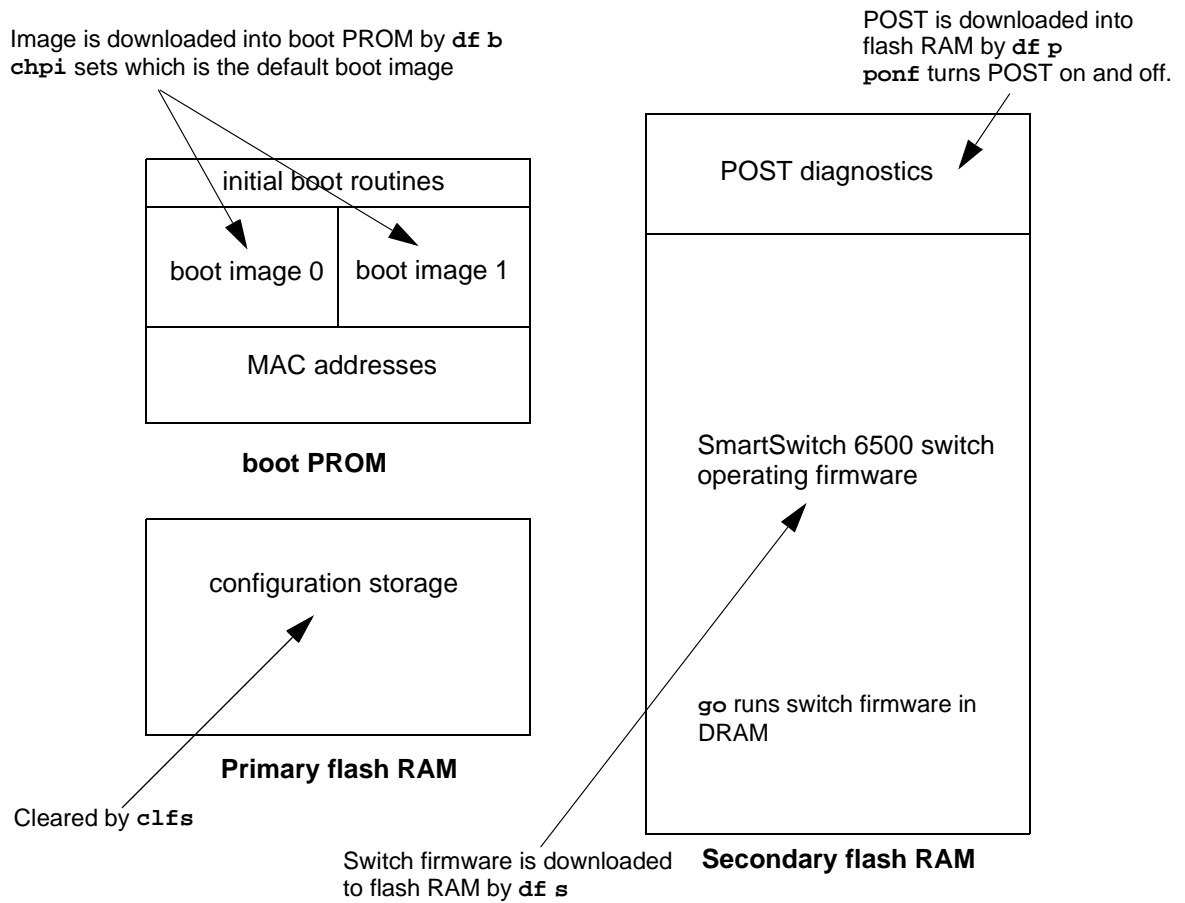 Image is downloaded into boot PROM by df b
chpi sets which is the default boot image
POST is downloaded into
flash RAM by df p
ponf turns POST on and off.
initial boot routines
boot image 0
boot image 1
MAC addresses
boot PROM
POST diagnostics
SmartSwitch 6500 switch
operating firmware
go runs switch firmware in
DRAM
Secondary flash RAM
configuration storage
Primary flash RAM
Cleared by clfs
Switch firmware is downloaded
to flash RAM by df s